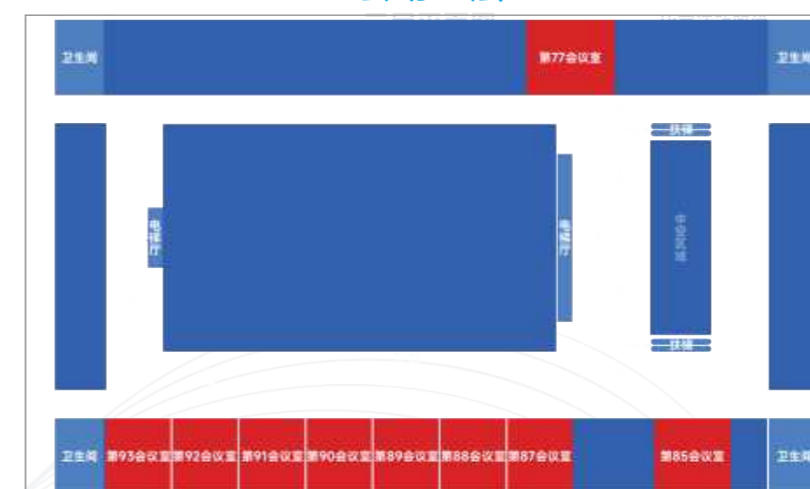 卫生间
第77会议室
卫生间
扶梯
电梯厅
电梯厅
中空区域
扶梯
卫生间
第93会议室
第92会议室
第91会议室
第90会议室
第89会议室
第88会议室
第87会议室
第85会议室
卫生间